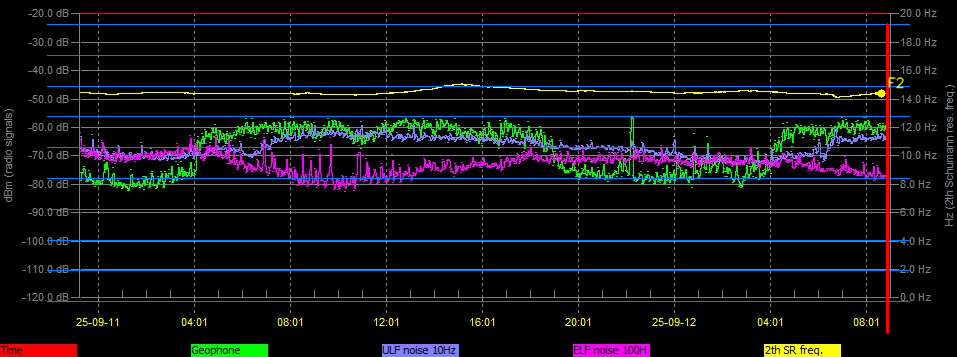 -20.0 dB 20.0 Hz
-30.0 dB 18.0 Hz
-40.0 dB 16.0 Hz
F2
-50.0 dB 14.0 Hz
-60.0 dB 12.0 Hz
-70.0 dB 10.0 Hz
-80.0 dB 8.0 Hz
-90.0 dB 6.0 Hz
-100.0 dB 4.0 Hz
-110.0 dB 2.0 Hz
-120.0 dB 0.0 Hz
dBm (radio signals)
Hz (2th Schumann res. freq.)
25-09-11 04:01 08:01 12:01 16:01 20:01 25-09-12 04:01 08:01
Time Geophone ULF noise 10Hz ELF noise 100H 2th SR freq.